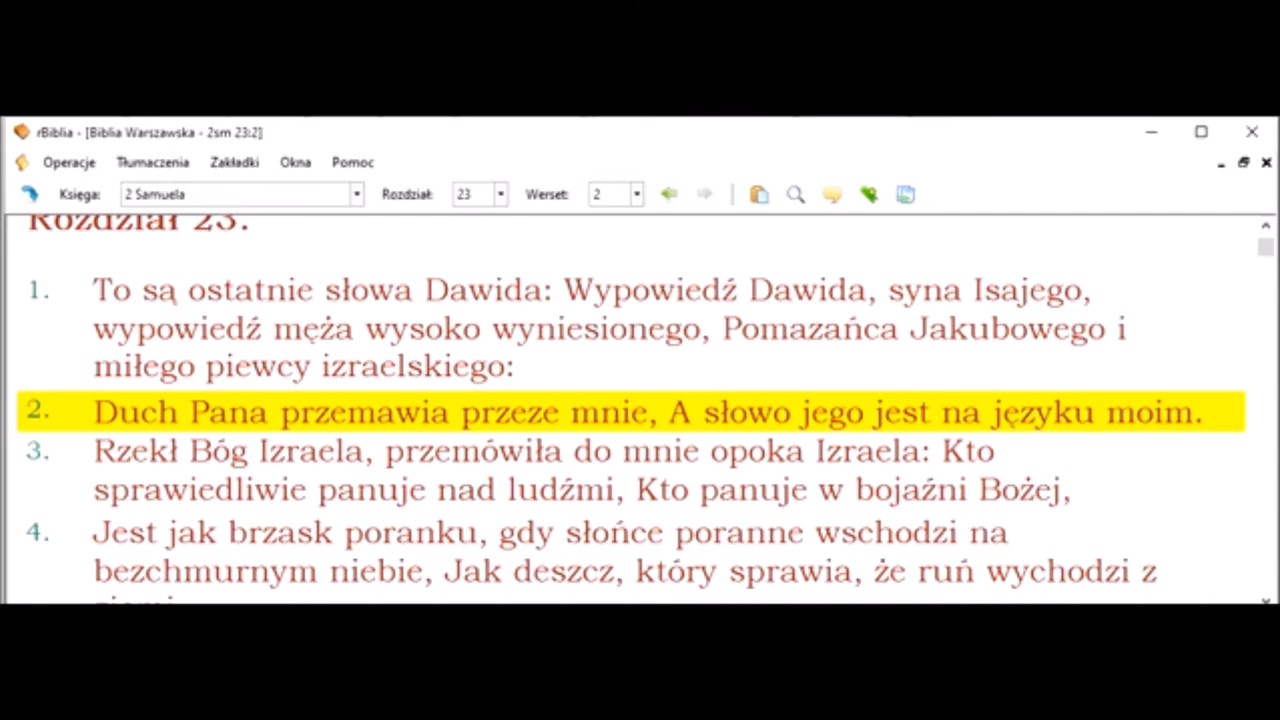 rBiblia - [Biblia Warszawska - 2sm 23:2]
Operacje Tłumaczenia Zakładki Okna Pomoc
Księga: 2 Samuela Rozdział: 23 Werset: 2
Rozdział 23.
1. To są ostatnie słowa Dawida: Wypowiedź Dawida, syna Isajego,
wypowiedź męża wysoko wyniesionego, Pomazańca Jakubowego i
miłego piewcy izraelskiego:
2. Duch Pana przemawia przeze mnie, A słowo jego jest na języku moim.
3. Rzekł Bóg Izraela, przemówiła do mnie opoka Izraela: Kto
sprawiedliwie panuje nad ludźmi, Kto panuje w bojaźni Bożej,
4. Jest jak brzask poranku, gdy słońce poranne wschodzi na
bezchmurnym niebie, Jak deszcz, który sprawia, że ruń wychodzi z